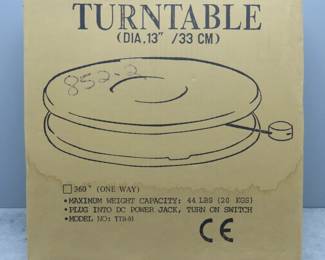 TURNTABLE
(DIA.13" /33 CM)
852-2
360° (ONE WAY)
•MAXIMUM WEIGHT CAPACITY: 44 LBS (20 KGS)
•PLUG INTO DC POWER JACK, TURN ON SWITCH
•MODEL NO:
CE